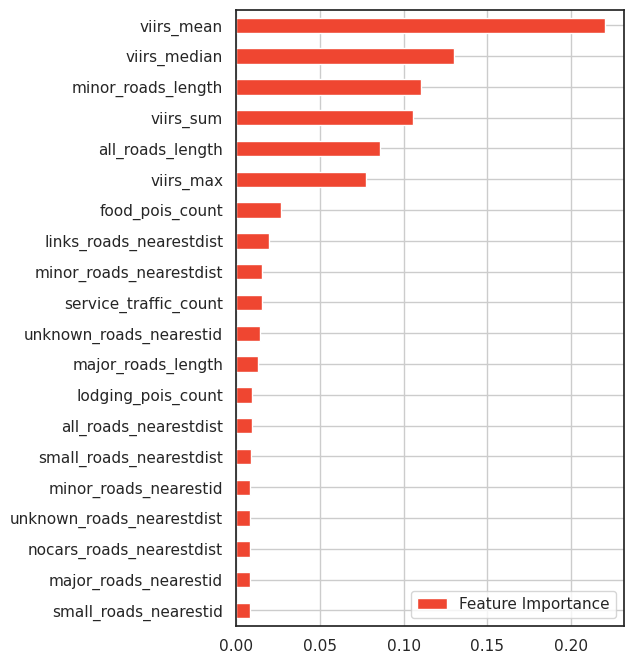 viirs_mean
viirs_median
minor_roads_length
viirs_sum
all_roads_length
viirs_max
food_pois_count
links_roads_nearestdist
minor_roads_nearestdist
service_traffic_count
unknown_roads_nearestid
major_roads_length
lodging_pois_count
all_roads_nearestdist
small_roads_nearestdist
minor_roads_nearestid
unknown_roads_nearestdist
nocars_roads_nearestdist
major_roads_nearestid
small_roads_nearestid
Feature Importance
0.00 0.05 0.10 0.15 0.20